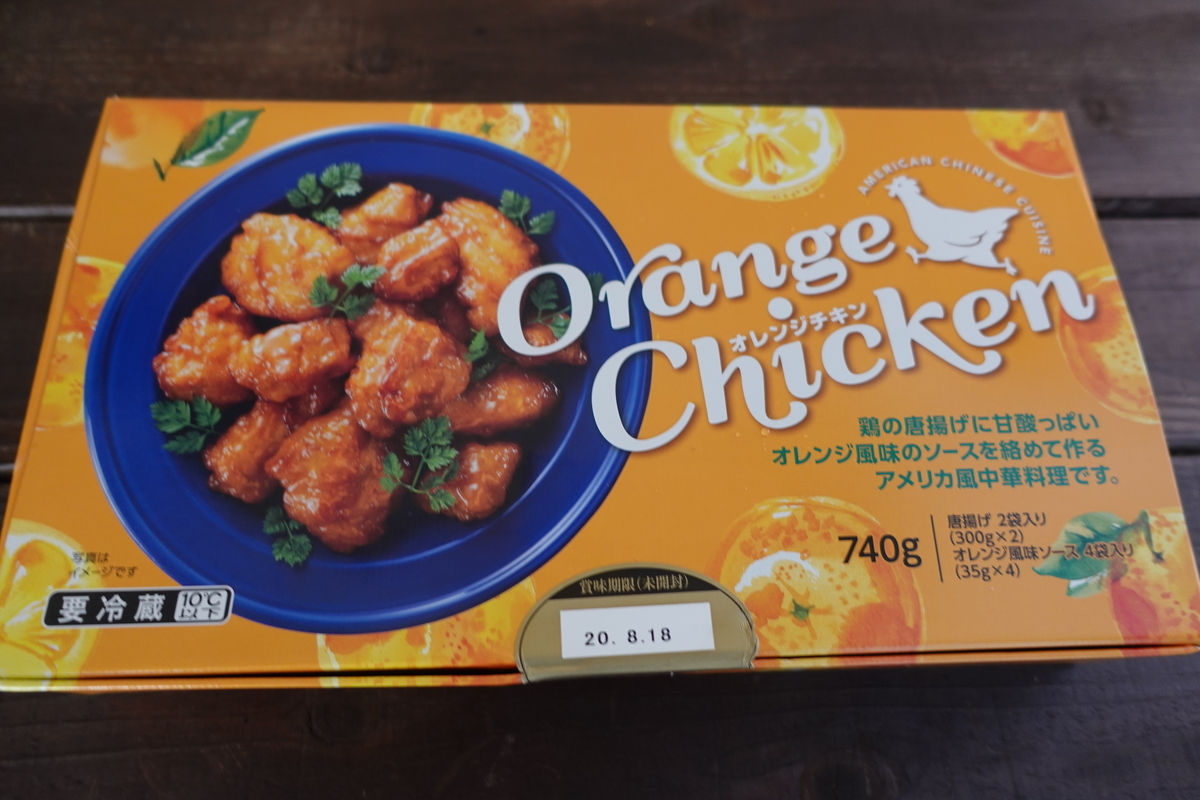 AMERICAN CHINESE CUISINE
Orange
オレンジチキン
Chicken
鶏の唐揚げに甘酸っぱい
オレンジ風味のソースを絡めて作る
アメリカ風中華料理です。
740g
唐揚げ 2袋入り
(300g×2)
オレンジ風味ソース 4袋入り
(35g×4)
写真は
イメージです
要冷蔵 10℃以下
賞味期限(未開封)
20. 8.18